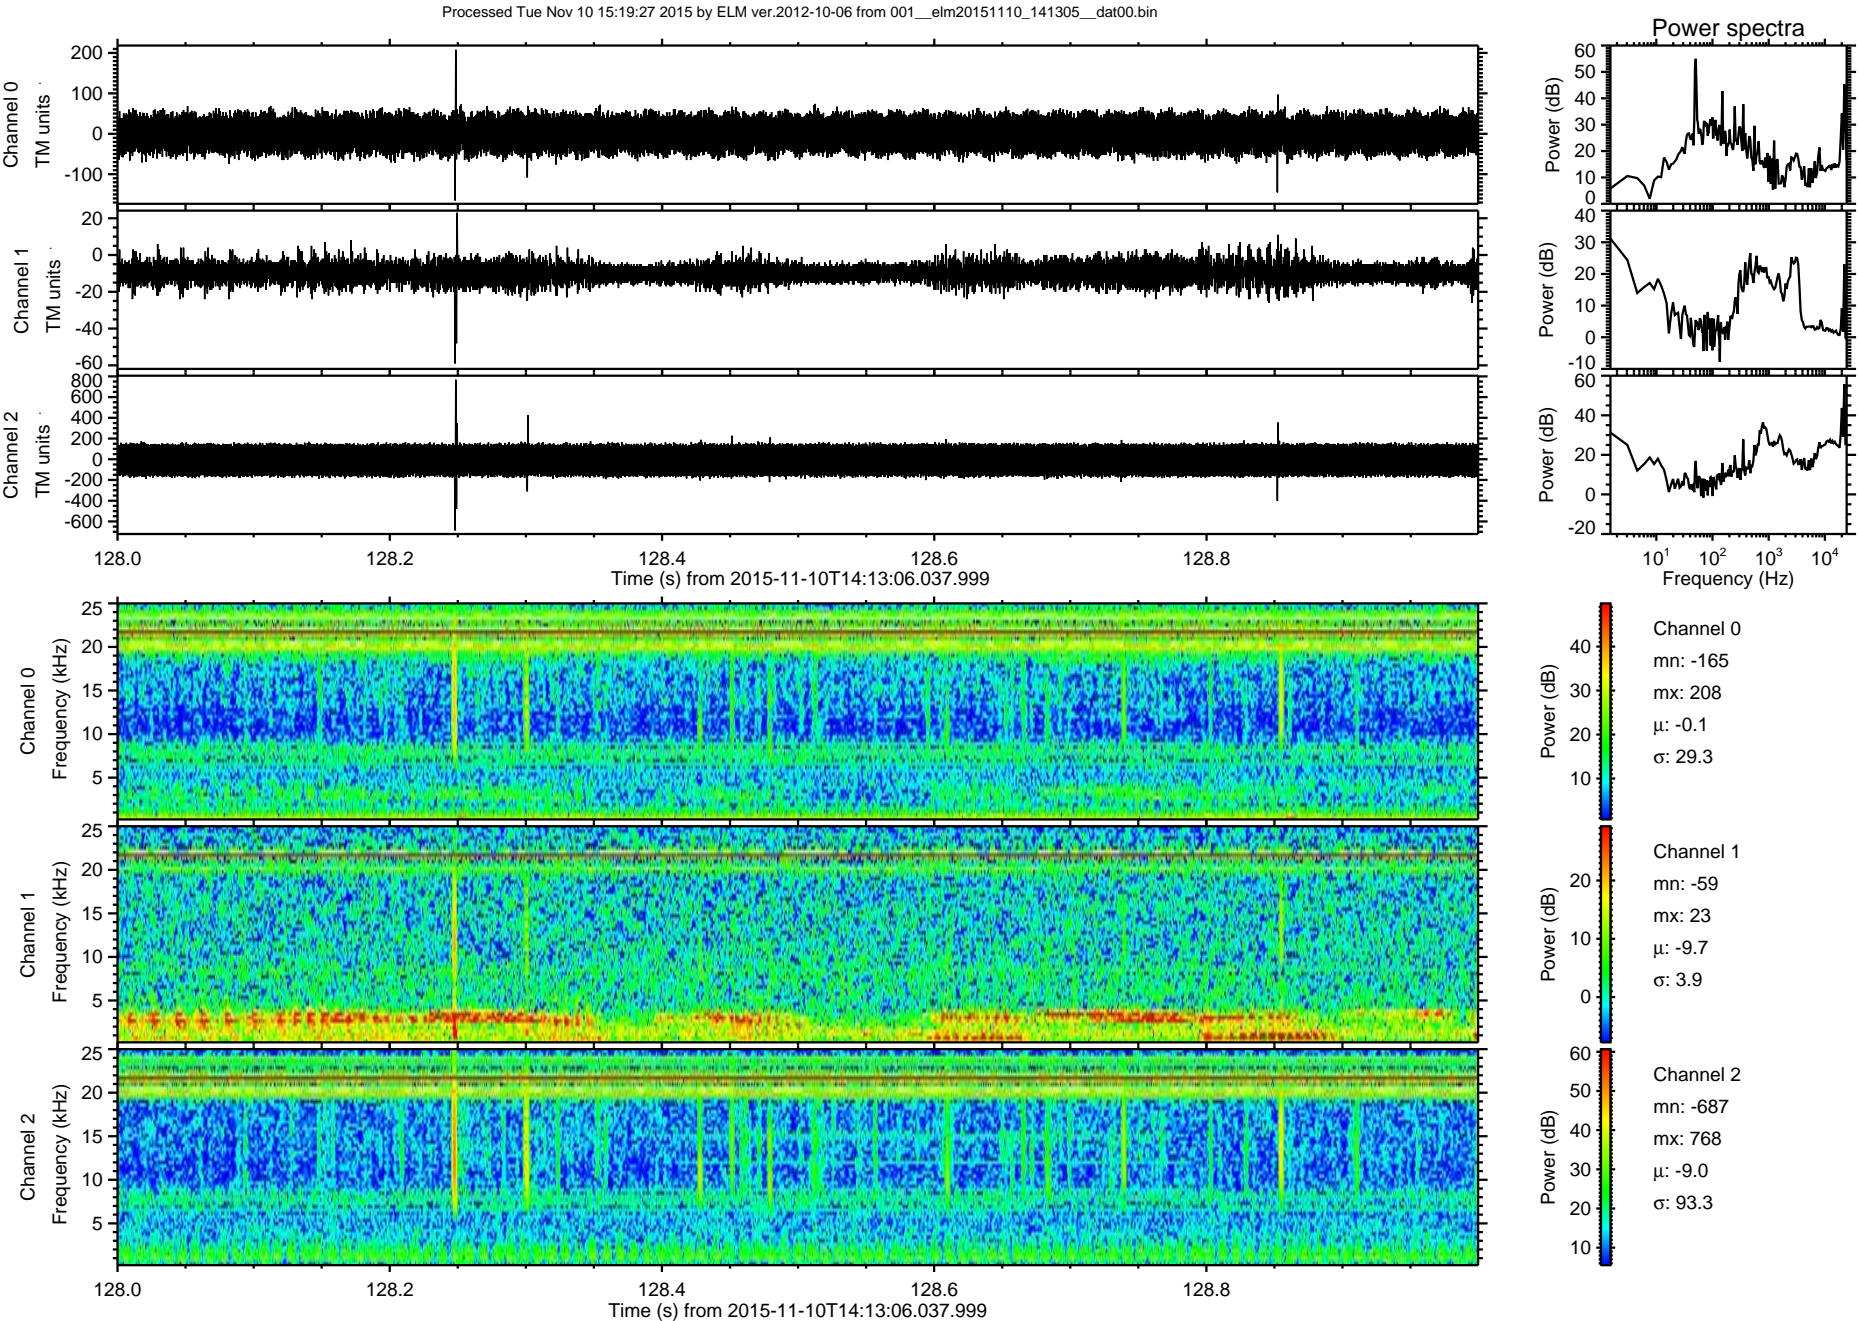 Processed Tue Nov 10 15:19:27 2015 by ELM ver.2012-10-06 from 001__elm20151110_141305__dat00.bin
Power spectra
Channel 0
TM units
200
100
0
-100
Power (dB)
60
50
40
30
20
10
0
Channel 1
TM units
20
0
-20
-40
-60
Power (dB)
40
30
20
10
0
-10
Channel 2
TM units
800
600
400
200
0
-200
-400
-600
Power (dB)
60
40
20
0
-20
128.0 128.2 128.4 128.6 128.8
Time (s) from 2015-11-10T14:13:06.037.999
10¹ 10² 10³ 10⁴
Frequency (Hz)
Channel 0
Frequency (kHz)
25
20
15
10
5
Power (dB)
40
30
20
10
Channel 0
mn: -165
mx: 208
μ: -0.1
σ: 29.3
Channel 1
Frequency (kHz)
25
20
15
10
5
Power (dB)
20
10
0
Channel 1
mn: -59
mx: 23
μ: -9.7
σ: 3.9
Channel 2
Frequency (kHz)
25
20
15
10
5
Power (dB)
60
50
40
30
20
10
Channel 2
mn: -687
mx: 768
μ: -9.0
σ: 93.3
128.0 128.2 128.4 128.6 128.8
Time (s) from 2015-11-10T14:13:06.037.999